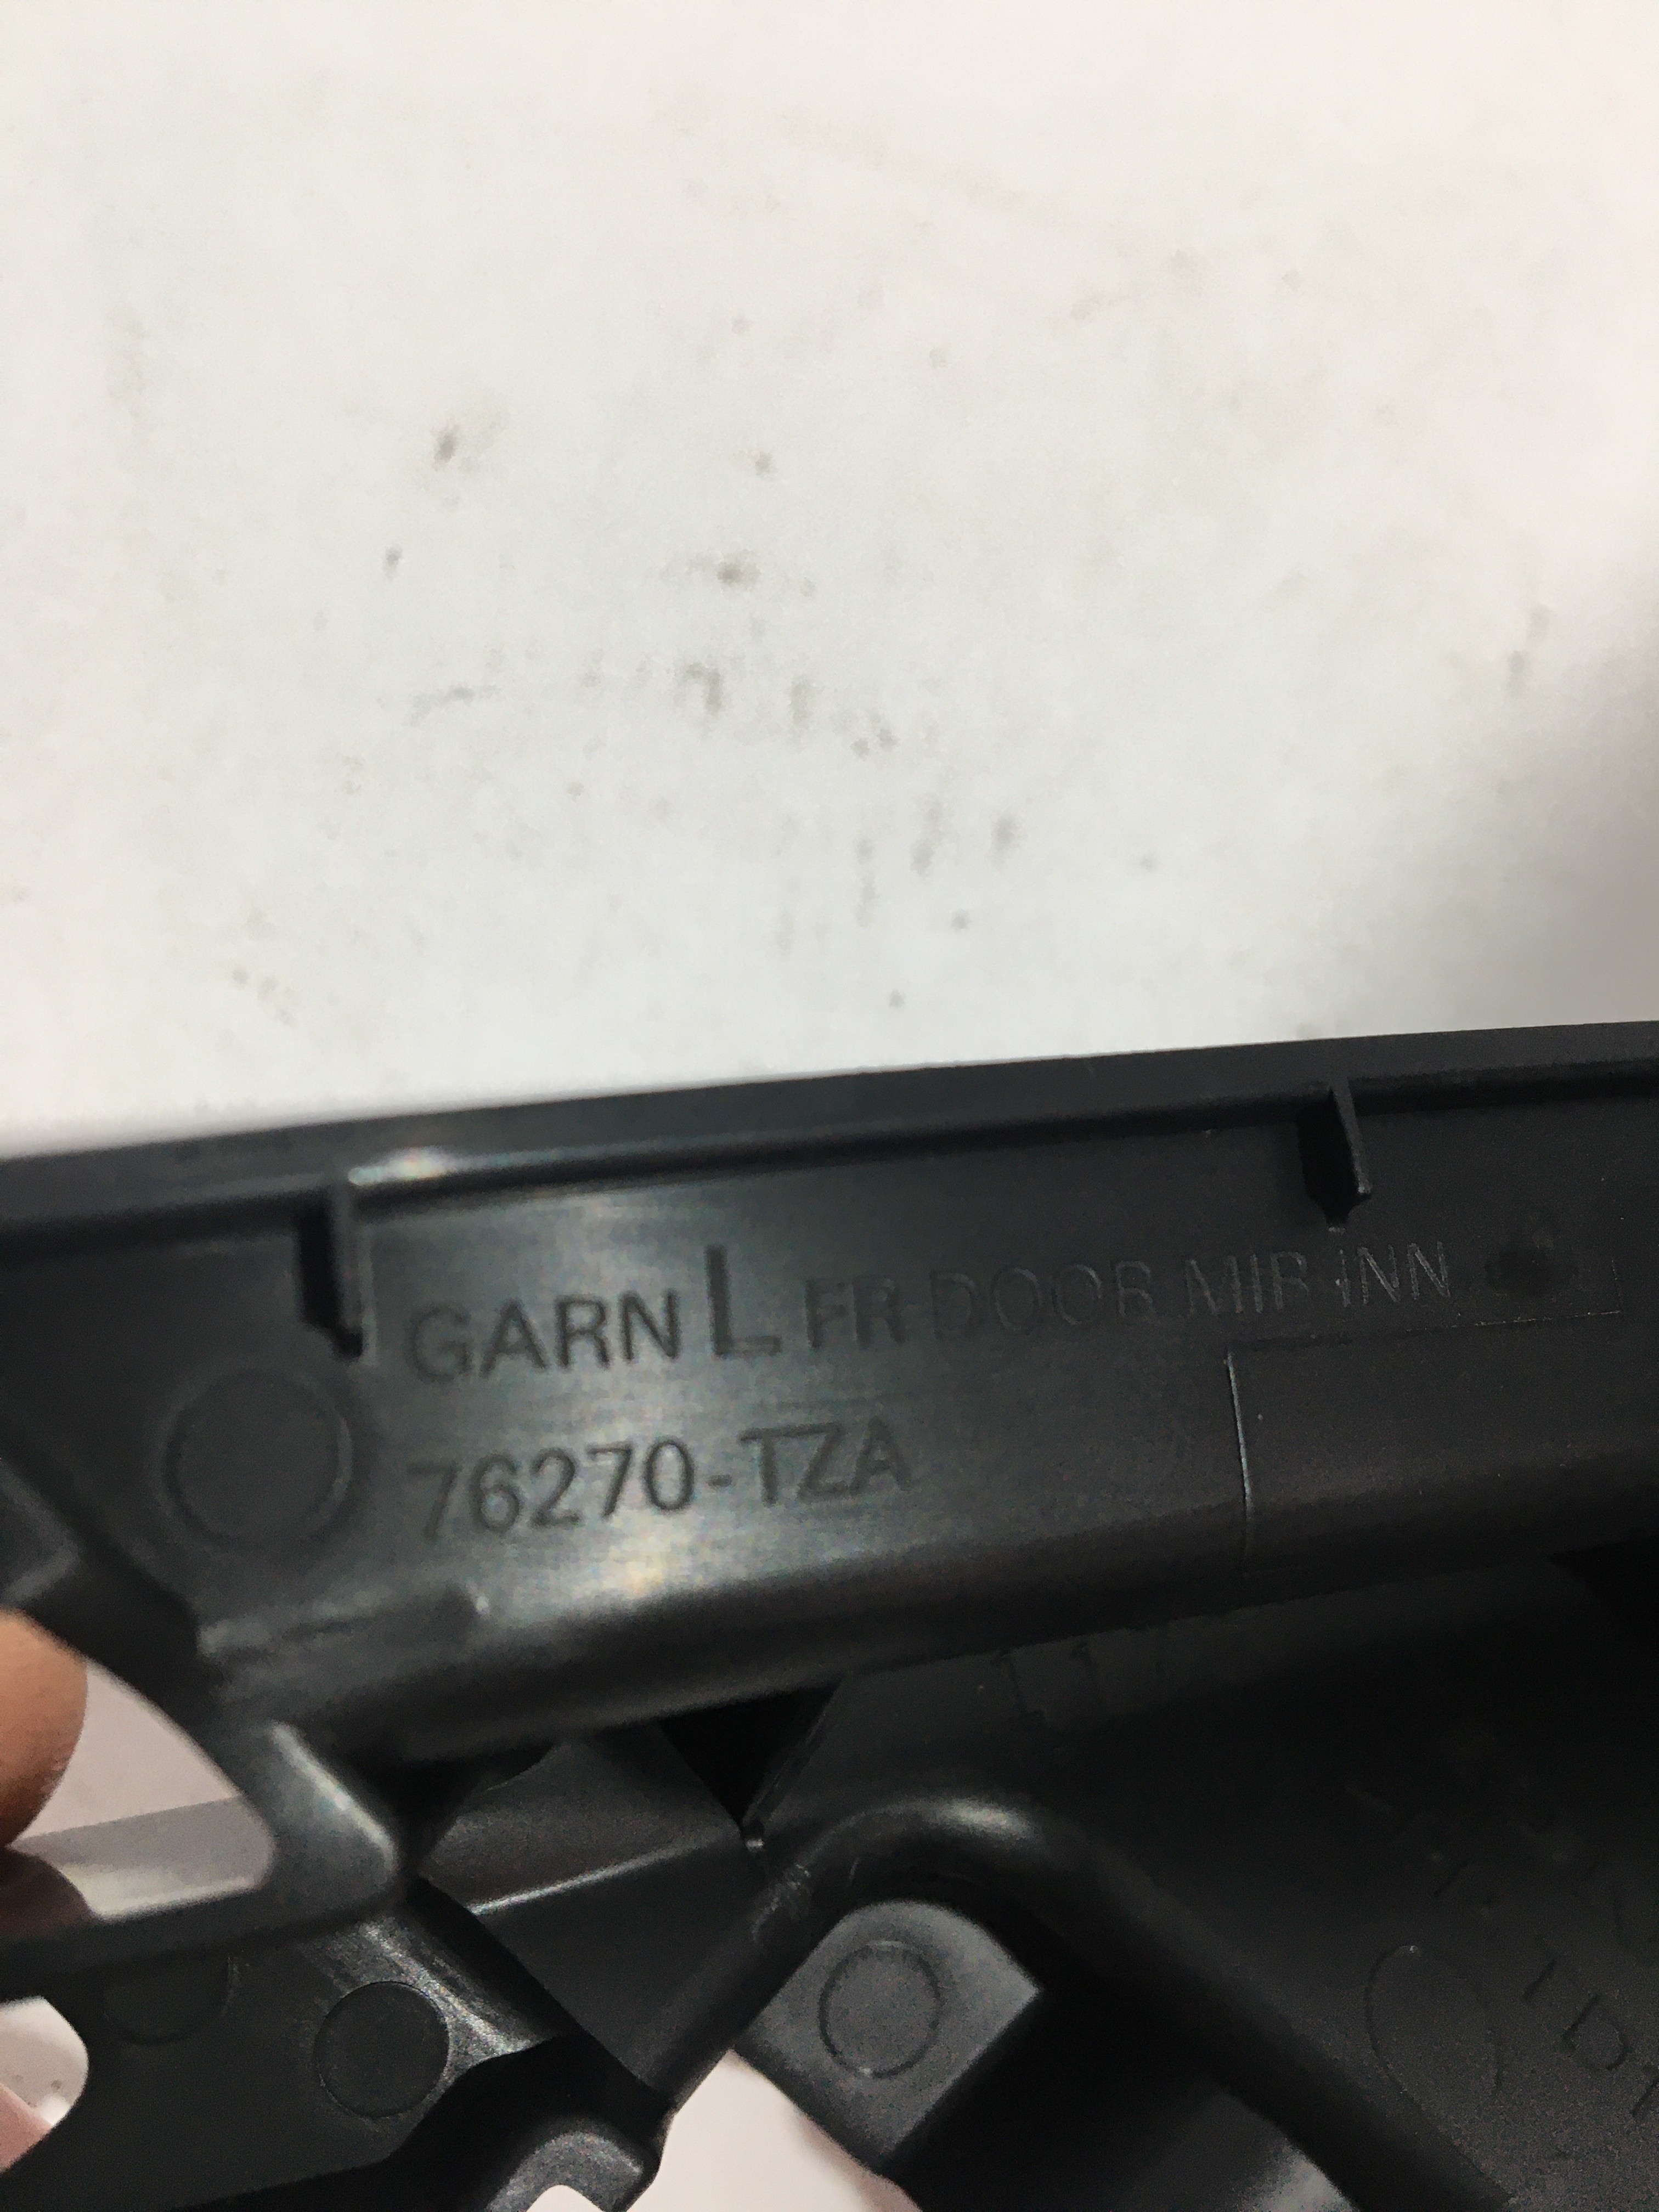 GARN L FR DOOR MIR INN
76270-TZA